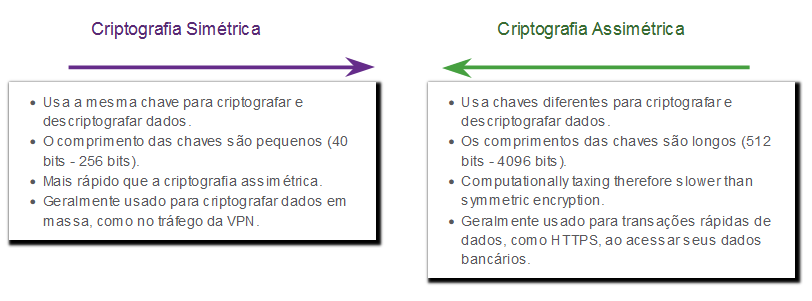 Criptografia Simétrica
Usa a mesma chave para criptografar e
descriptografar dados.
O comprimento das chaves são pequenos (40
bits - 256 bits).
Mais rápido que a criptografia assimétrica.
Geralmente usado para criptografar dados em
massa, como no tráfego da VPN.
Criptografia Assimétrica
Usa chaves diferentes para criptografar e
descriptografar dados.
Os comprimentos das chaves são longos (512
bits - 4096 bits).
Computationally taxing therefore slower than
symmetric encryption.
Geralmente usado para transações rápidas de
dados, como HTTPS, ao acessar seus dados
bancários.